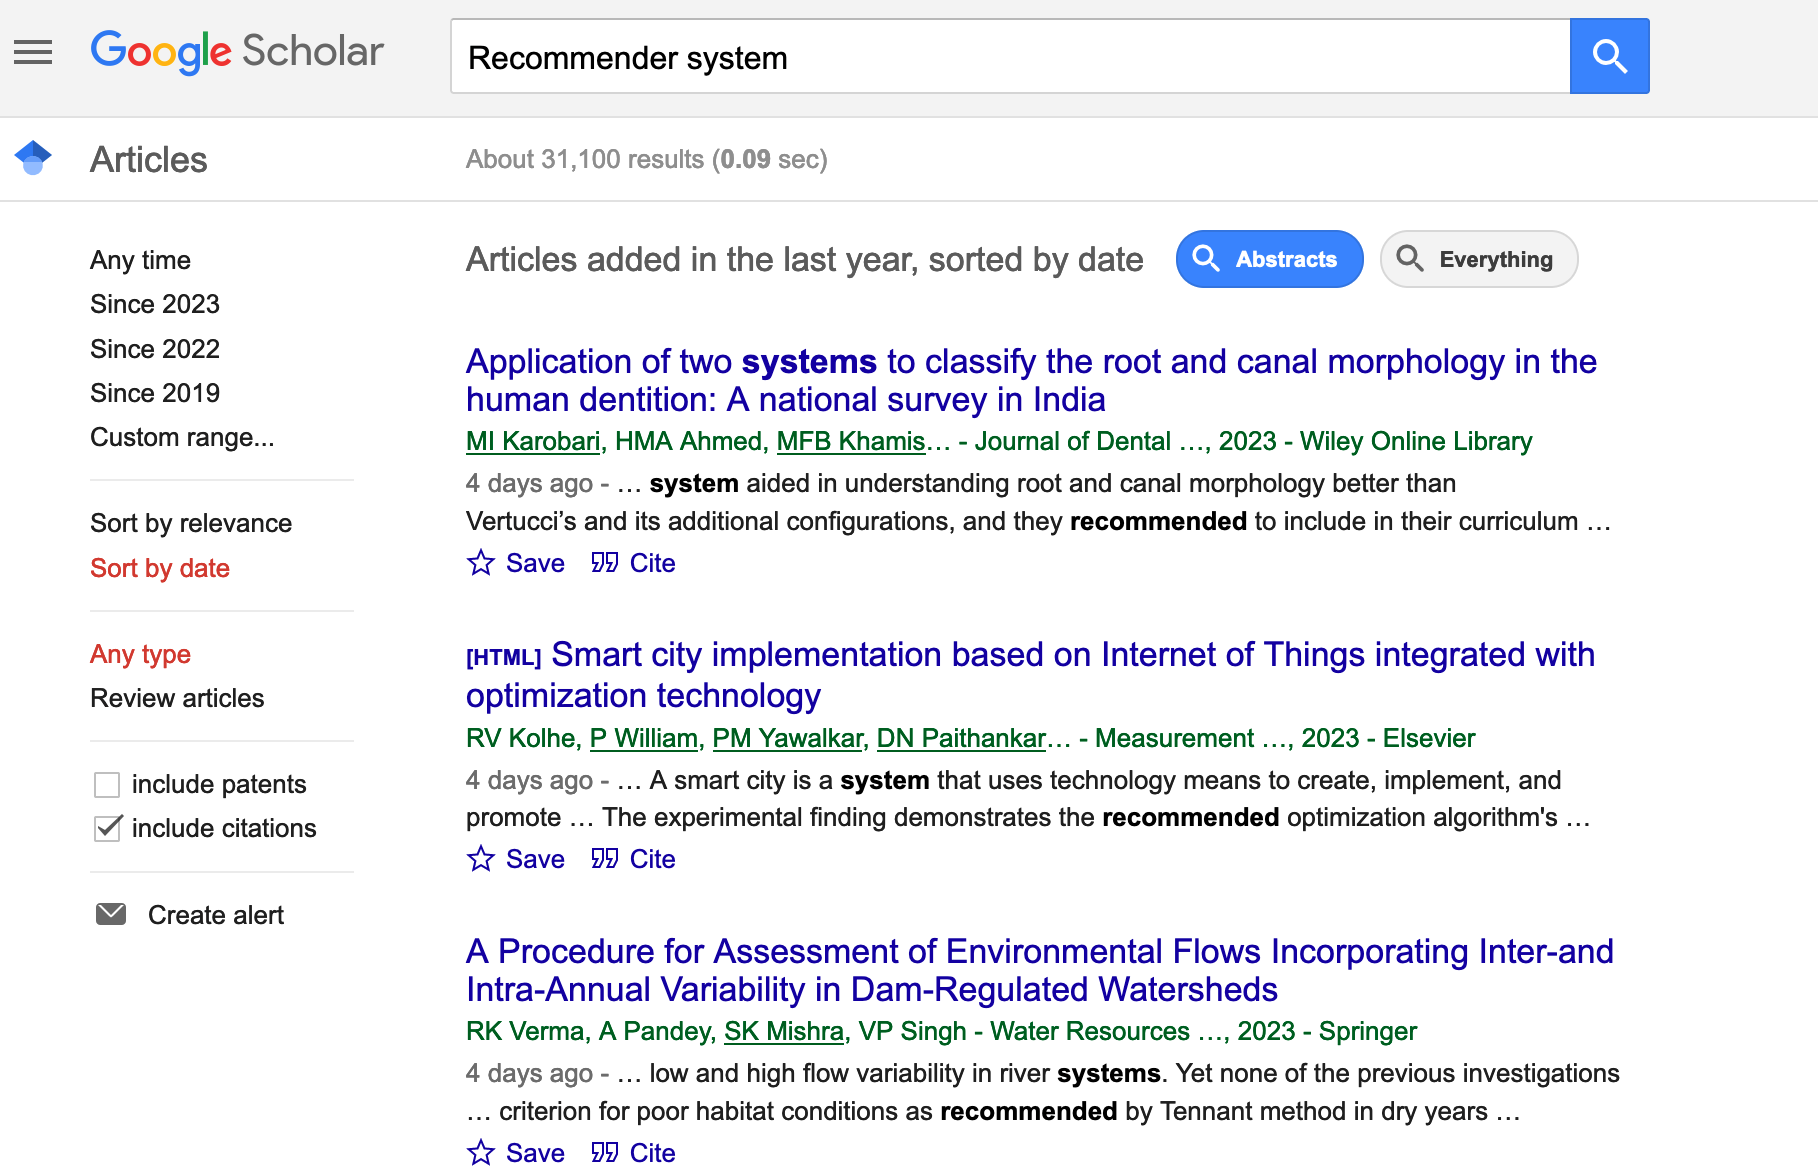 Google Scholar
Recommender system
Articles
About 31,100 results (0.09 sec)
Any time
Since 2023
Since 2022
Since 2019
Custom range...
Sort by relevance
Sort by date
Any type
Review articles
include patents
include citations
Create alert
Articles added in the last year, sorted by date
Abstracts
Everything
Application of two systems to classify the root and canal morphology in the
human dentition: A national survey in India
MI Karobari, HMA Ahmed, MFB Khamis… - Journal of Dental …, 2023 - Wiley Online Library
4 days ago - … system aided in understanding root and canal morphology better than
Vertucci’s and its additional configurations, and they recommended to include in their curriculum …
Save Cite
[HTML] Smart city implementation based on Internet of Things integrated with
optimization technology
RV Kolhe, P William, PM Yawalkar, DN Paithankar… - Measurement …, 2023 - Elsevier
4 days ago - … A smart city is a system that uses technology means to create, implement, and
promote … The experimental finding demonstrates the recommended optimization algorithm's …
Save Cite
A Procedure for Assessment of Environmental Flows Incorporating Inter-and
Intra-Annual Variability in Dam-Regulated Watersheds
RK Verma, A Pandey, SK Mishra, VP Singh - Water Resources …, 2023 - Springer
4 days ago - … low and high flow variability in river systems. Yet none of the previous investigations
… criterion for poor habitat conditions as recommended by Tennant method in dry years …
Save Cite